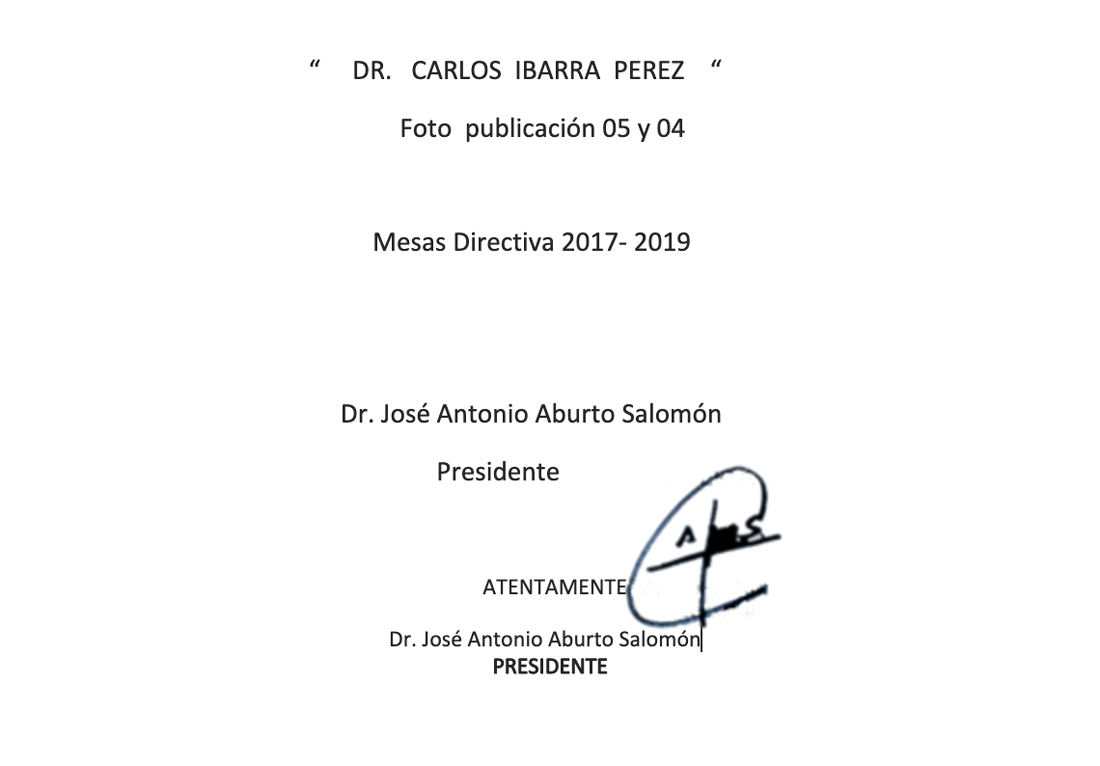 “ DR. CARLOS IBARRA PEREZ “
Foto publicación 05 y 04
Mesas Directiva 2017- 2019
Dr. José Antonio Aburto Salomón
Presidente
ATENTAMENTE
Dr. José Antonio Aburto Salomón
PRESIDENTE